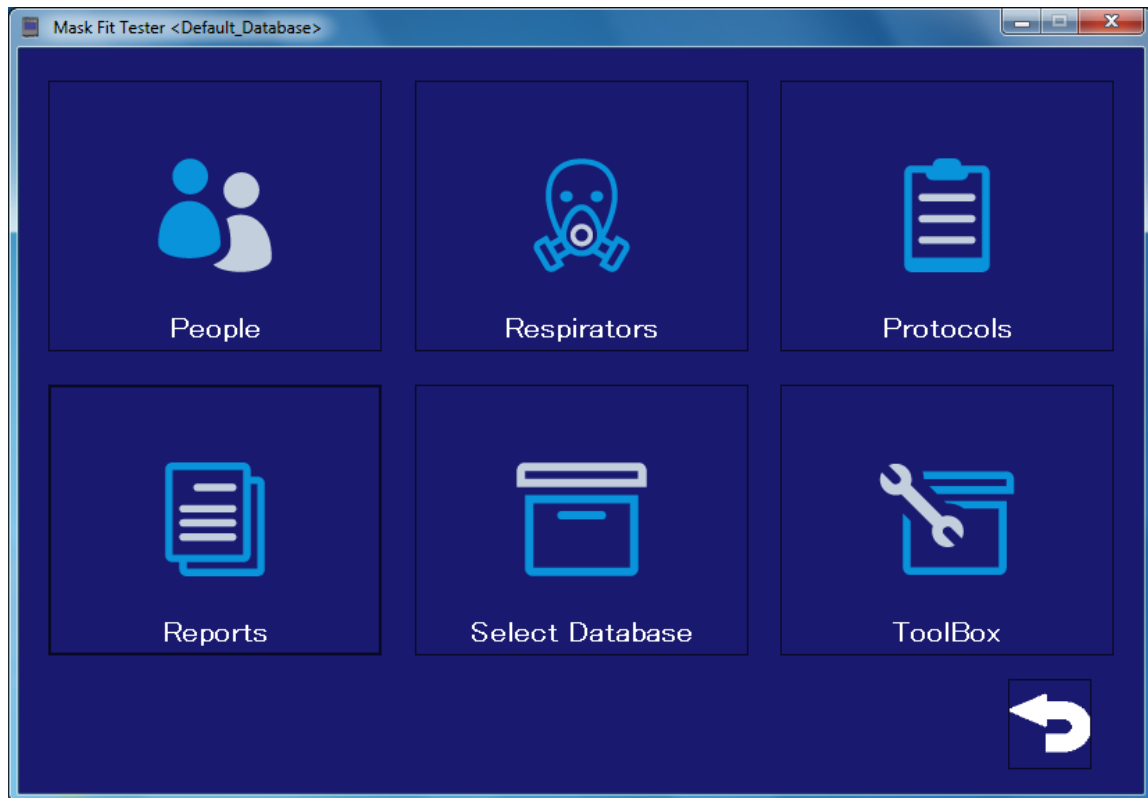 Mask Fit Tester <Default_Database>
People
Respirators
Protocols
Reports
Select Database
ToolBox